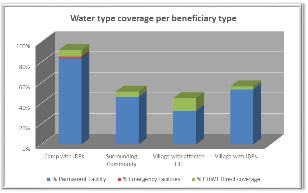 Water type coverage per beneficiary type
100%
80%
60%
40%
20%
0%
Camp with IDPs
Surrounding
Community
Village with affected
HH
Village with IDPs
% Permanent Facility
% Emergency Facilities
% ERWT Direct coverage